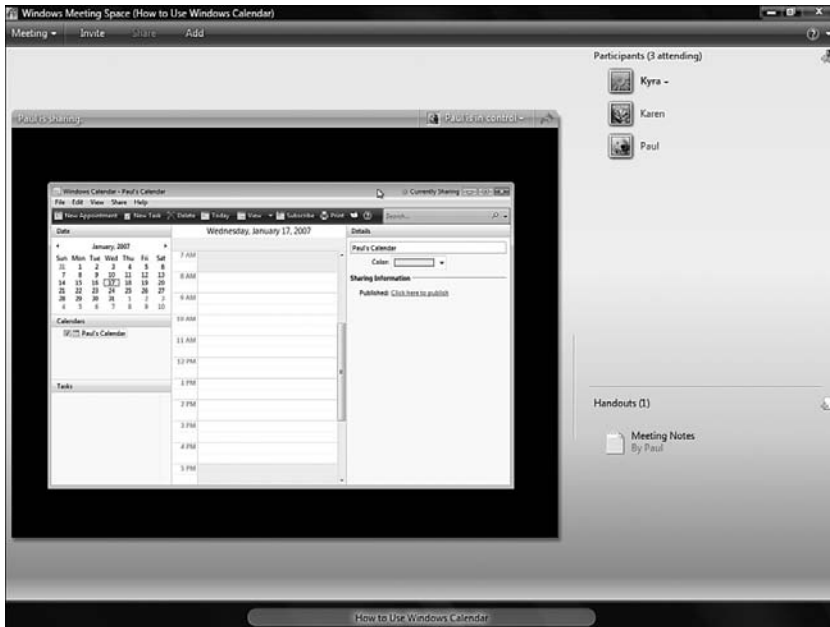 Windows Meeting Space (How to Use Windows Calendar)
Meeting Invite Share Add
Participants (3 attending)
Kyra
Karen
Paul
Paul is sharing.
Paul is in control
Windows Calendar - Paul's Calendar
Currently Sharing
File Edit View Share Help
New Appointment New Task Delete Today View Subscribe Print Search...
Date
January, 2007
Sun Mon Tue Wed Thu Fri Sat
31 1 2 3 4 5 6
7 8 9 10 11 12 13
14 15 16 17 18 19 20
21 22 23 24 25 26 27
28 29 30 31 1 2 3
4 5 6 7 8 9 10
Calendars
Paul's Calendar
Tasks
Wednesday, January 17, 2007
7 AM
8 AM
9 AM
10 AM
11 AM
12 PM
1 PM
2 PM
3 PM
4 PM
5 PM
Details
Paul's Calendar
Color:
Sharing Information
Published: Click here to publish
Handouts (1)
Meeting Notes
By Paul
How to Use Windows Calendar